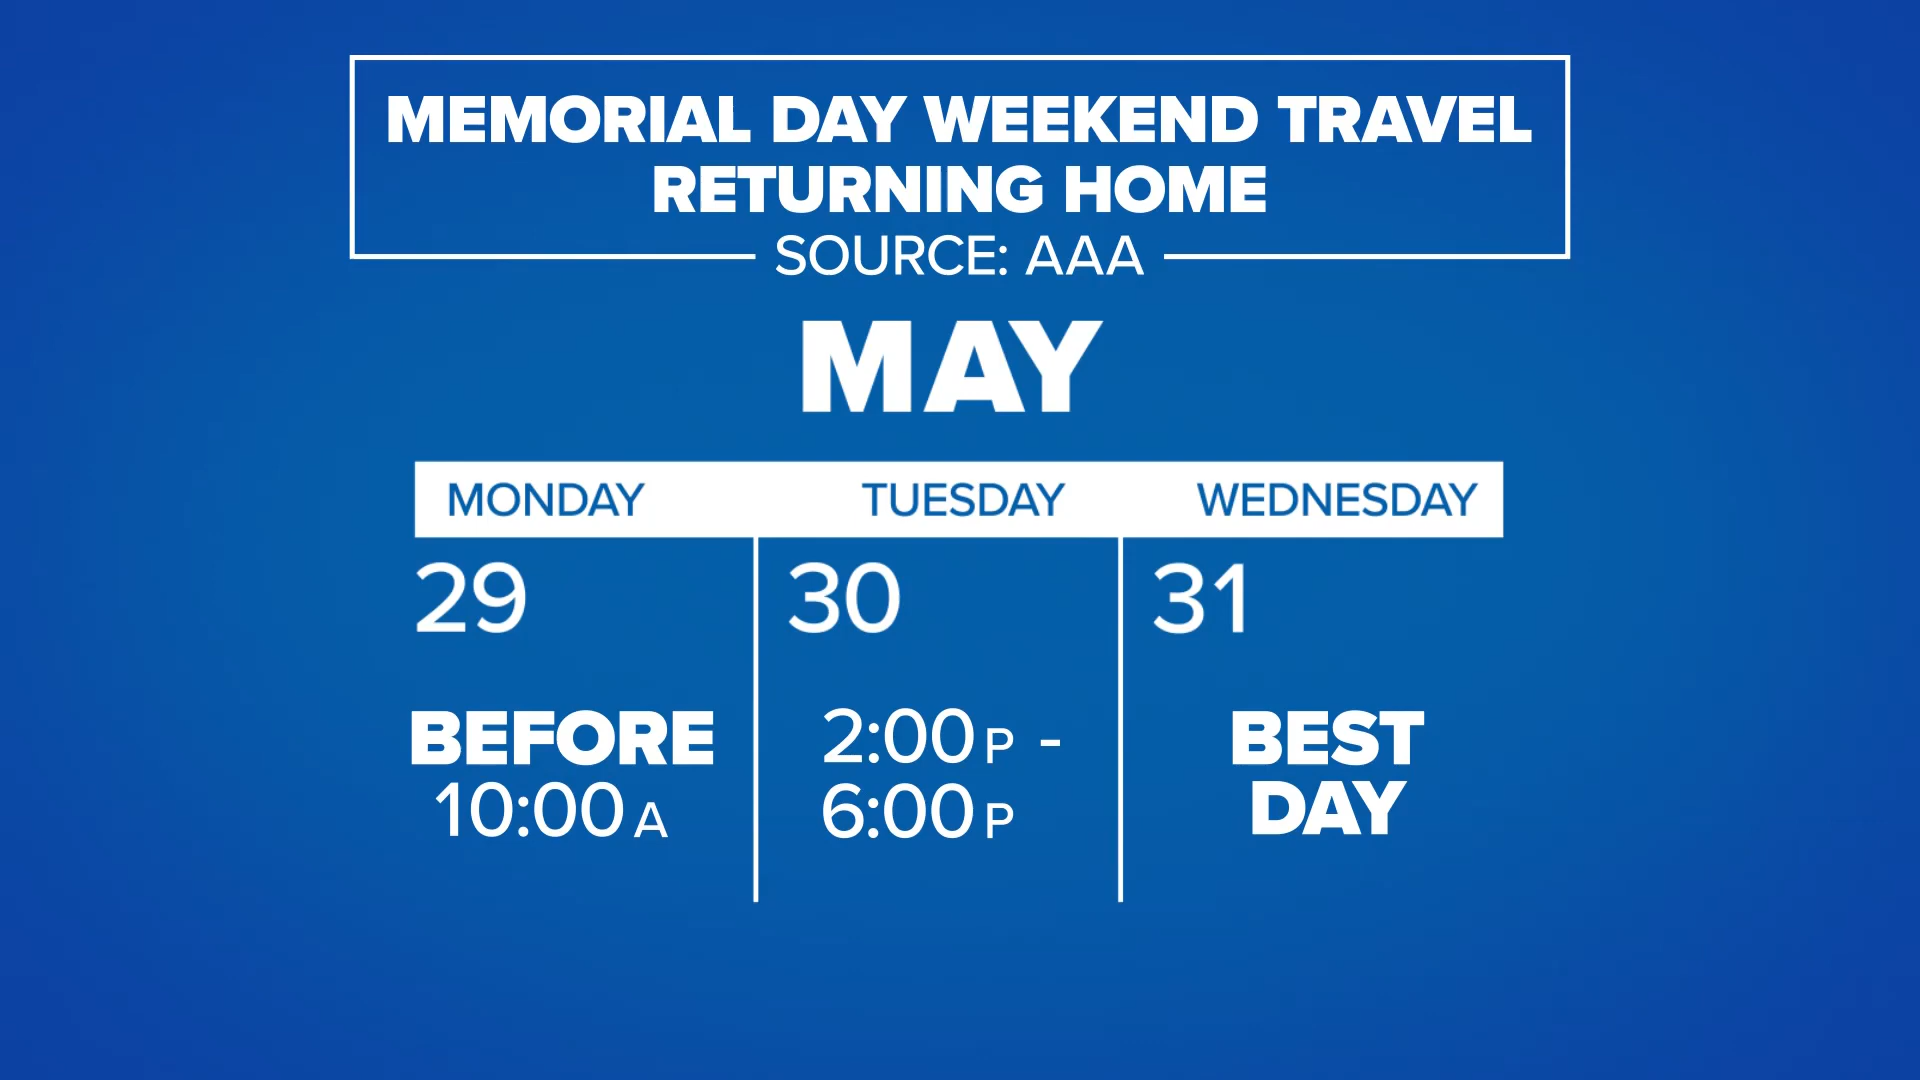 MEMORIAL DAY WEEKEND TRAVEL
RETURNING HOME
SOURCE: AAA
MAY
MONDAY TUESDAY WEDNESDAY
29 30 31
BEFORE
10:00 A
2:00 P -
6:00 P
BEST
DAY